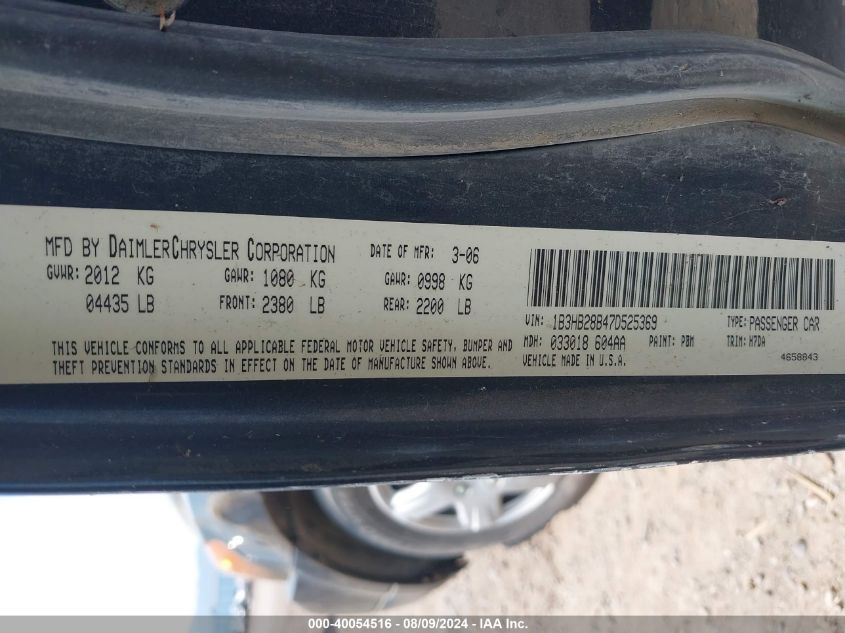 MFD BY DAIMLERCHRYSLER CORPORATION DATE OF MFR: 3-06
GVWR: 2012 KG GAWR: 1080 KG GAWR: 0998 KG
04435 LB FRONT: 2380 LB REAR: 2200 LB
VIN: 1B3HB28B47D525369 TYPE: PASSENGER CAR
MDH: 033018 604AA PAINT: PBM TRIM: H7DA
VEHICLE MADE IN U.S.A. 4658843
THIS VEHICLE CONFORMS TO ALL APPLICABLE FEDERAL MOTOR VEHICLE SAFETY, BUMPER AND
THEFT PREVENTION STANDARDS IN EFFECT ON THE DATE OF MANUFACTURE SHOWN ABOVE.
000-40054516 - 08/09/2024 - IAA Inc.